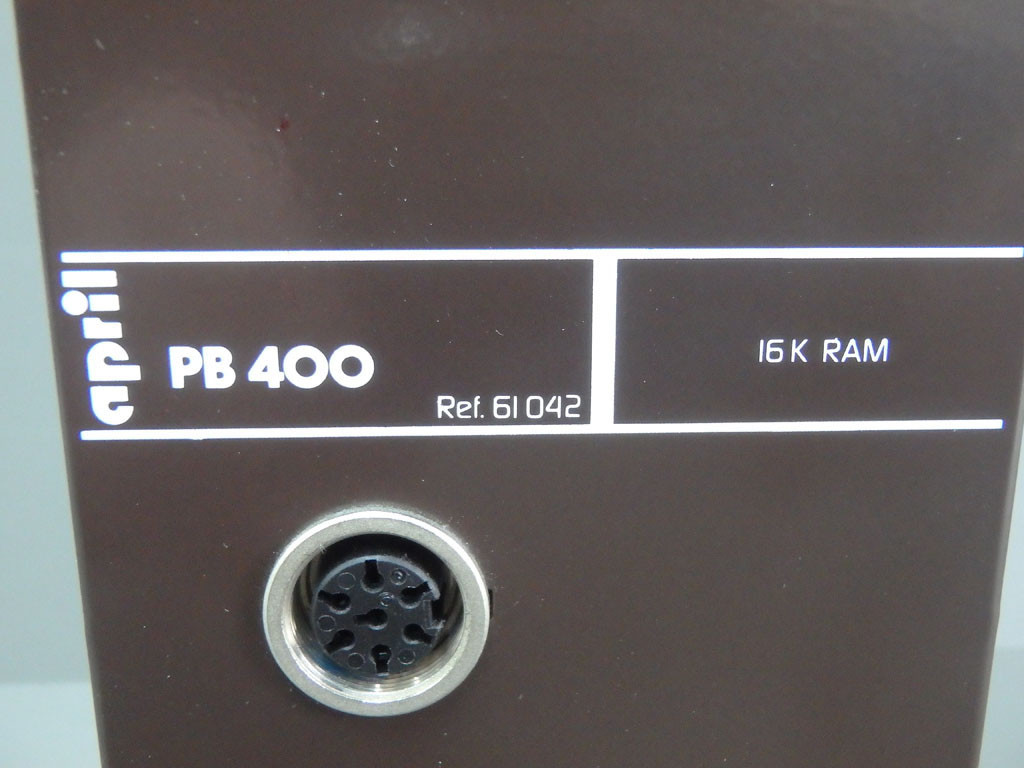 april
PB 400
Ref. 61 042
16 K RAM